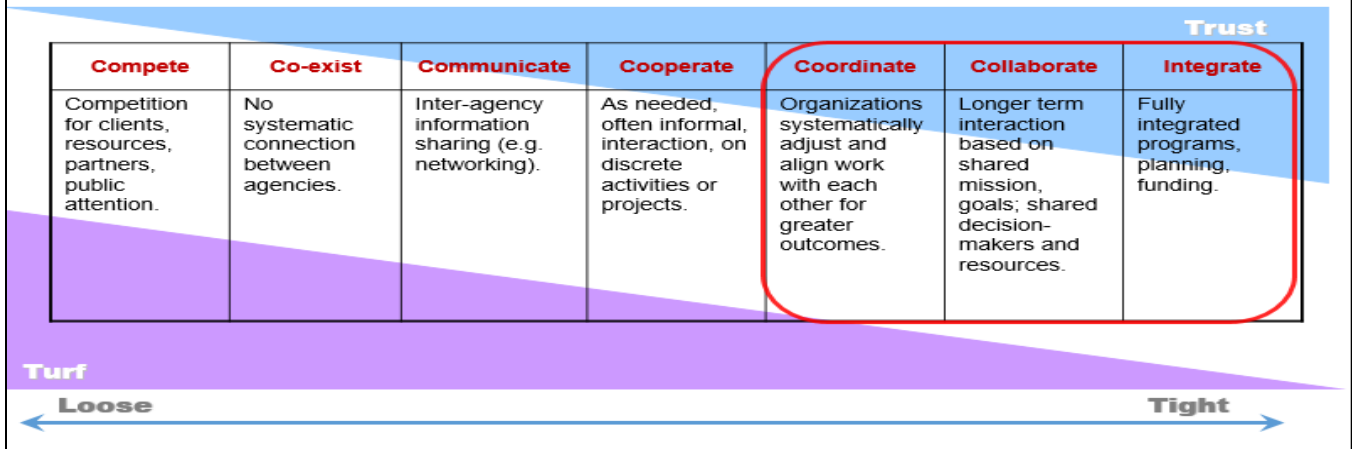 Trust
Compete
Co-exist
Communicate
Cooperate
Coordinate
Collaborate
Integrate
Competition
for clients,
resources,
partners,
public
attention.
No
systematic
connection
between
agencies.
Inter-agency
information
sharing (e.g.
networking).
As needed,
often informal,
interaction, on
discrete
activities or
projects.
Organizations
systematically
adjust and
align work
with each
other for
greater
outcomes.
Longer term
interaction
based on
shared
mission,
goals; shared
decision-
makers and
resources.
Fully
integrated
programs,
planning,
funding.
Turf
Loose
Tight